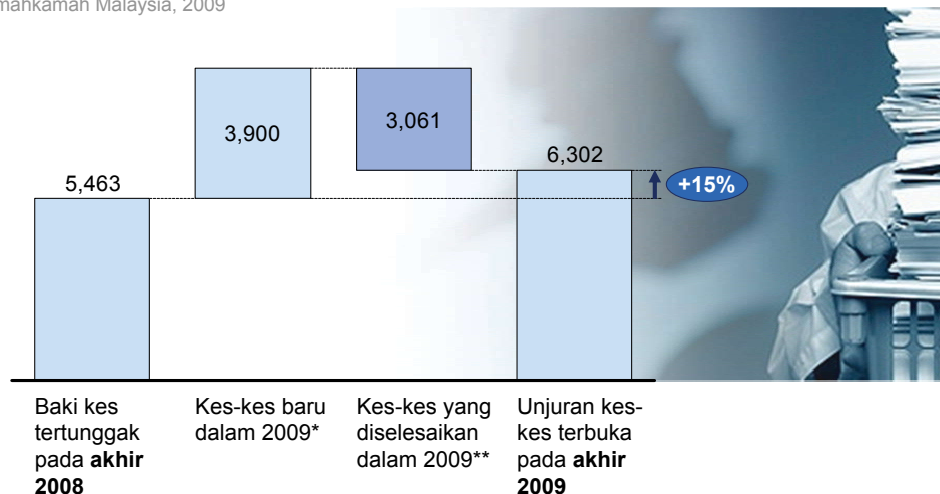 Malaysia, 2009
3,900
3,061
6,302
5,463
+15%
Baki kes
tertunggak
pada akhir
2008
Kes-kes baru
dalam 2009*
Kes-kes yang
diselesaikan
dalam 2009**
Unjuran kes-
kes terbuka
pada akhir
2009